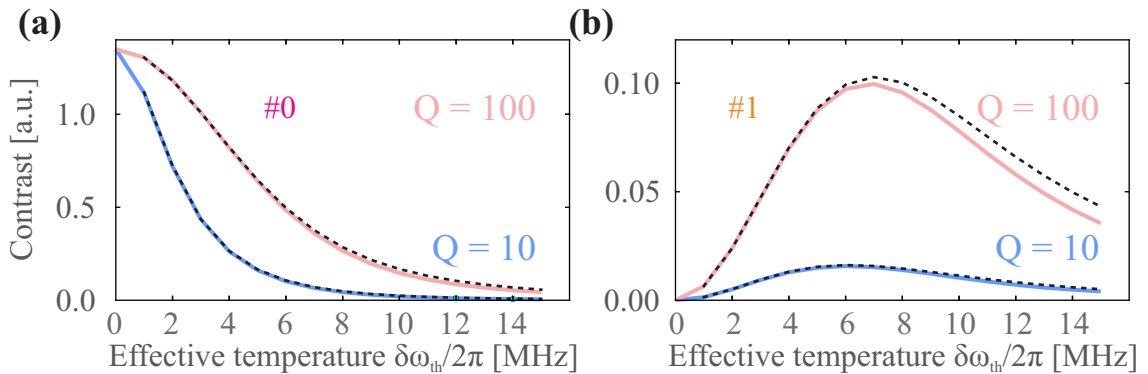 (a)
Contrast [a.u.]
1.0
0.5
0.0
#0
Q = 100
Q = 10
0 2 4 6 8 10 12 14
Effective temperature δω_th/2π [MHz]
(b)
0.10
0.05
0.00
#1
Q = 100
Q = 10
0 2 4 6 8 10 12 14
Effective temperature δω_th/2π [MHz]